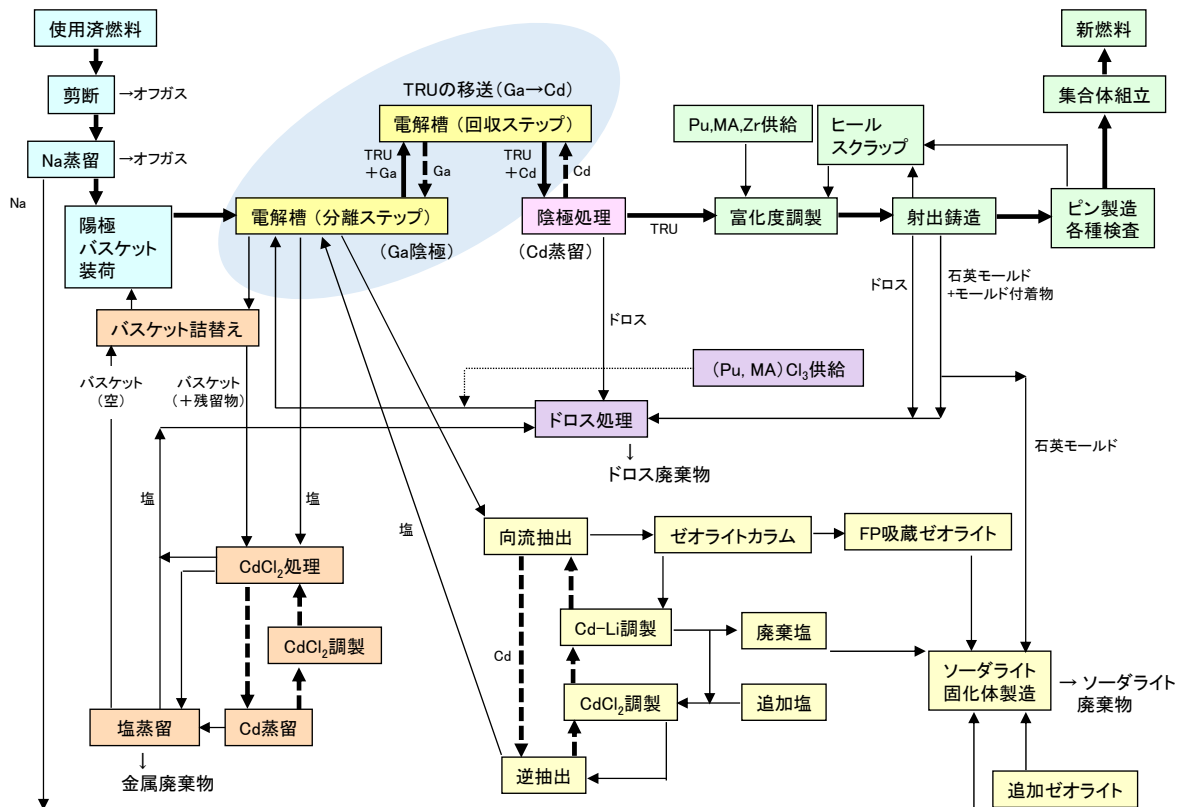 使用済燃料
剪断
→オフガス
Na蒸留
→オフガス
Na
陽極
バスケット
装荷
TRUの移送(Ga→Cd)
電解槽(回収ステップ)
TRU
+Ga
Ga
TRU
+Cd
Cd
電解槽(分離ステップ)
(Ga陰極)
陰極処理
(Cd蒸留)
TRU
Pu,MA,Zr供給
ヒール
スクラップ
富化度調製
射出鋳造
新燃料
集合体組立
ピン製造
各種検査
バスケット詰替え
バスケット
(空)
バスケット
(+残留物)
ドロス
ドロス
石英モールド
+モールド付着物
(Pu, MA)Cl₃供給
ドロス処理
↓
ドロス廃棄物
石英モールド
塩
塩
塩
向流抽出
ゼオライトカラム
FP吸蔵ゼオライト
CdCl₂処理
Cd-Li調製
廃棄塩
CdCl₂調製
Cd
ソーダライト
固化体製造
→ ソーダライト
廃棄物
CdCl₂調製
追加塩
塩蒸留
Cd蒸留
↓
金属廃棄物
逆抽出
追加ゼオライト